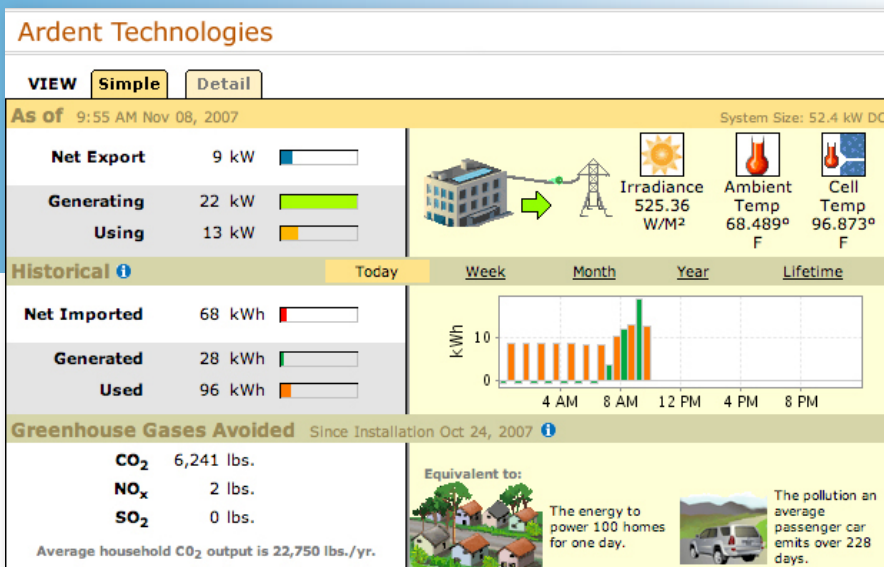 Ardent Technologies
VIEW Simple Detail
As of 9:55 AM Nov 08, 2007 System Size: 52.4 kW DC
Net Export 9 kW
Generating 22 kW
Using 13 kW
Irradiance
525.36
W/M²
Ambient
Temp
68.489º
F
Cell
Temp
96.873º
F
Historical i Today Week Month Year Lifetime
Net Imported 68 kWh
Generated 28 kWh
Used 96 kWh
kWh
10
0
4 AM 8 AM 12 PM 4 PM 8 PM
Greenhouse Gases Avoided Since Installation Oct 24, 2007 i
CO₂ 6,241 lbs.
NOₓ 2 lbs.
SO₂ 0 lbs.
Average household C0₂ output is 22,750 lbs./yr.
Equivalent to:
The energy to
power 100 homes
for one day.
The pollution an
average
passenger car
emits over 228
days.